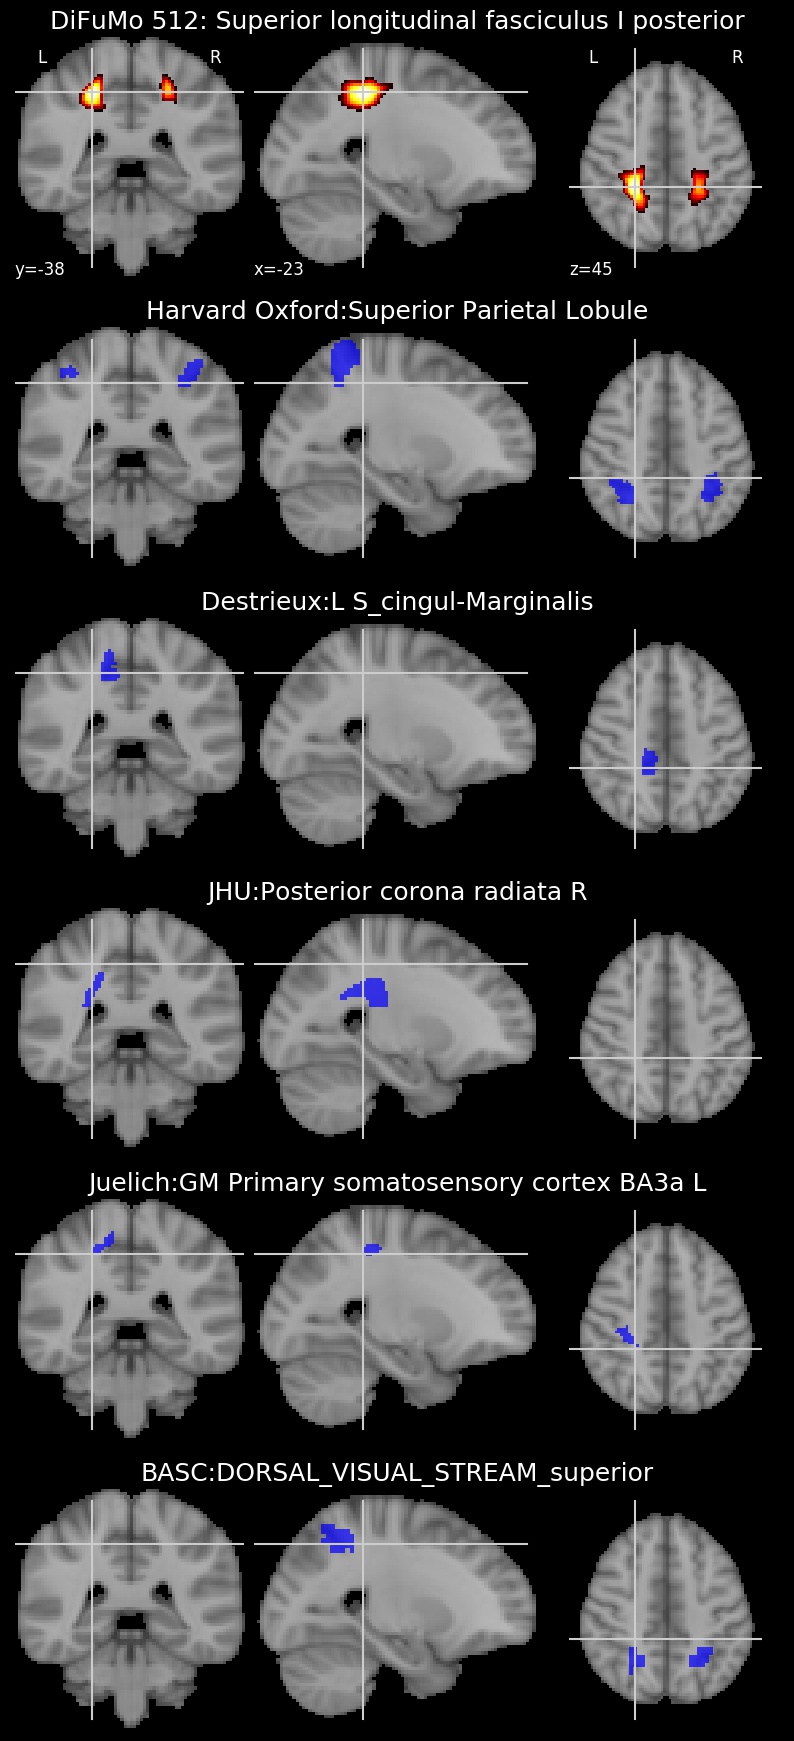 DiFuMo 512: Superior longitudinal fasciculus I posterior
L R L R
y=-38 x=-23 z=45
Harvard Oxford:Superior Parietal Lobule
Destrieux:L S_cingul-Marginalis
JHU:Posterior corona radiata R
Juelich:GM Primary somatosensory cortex BA3a L
BASC:DORSAL_VISUAL_STREAM_superior